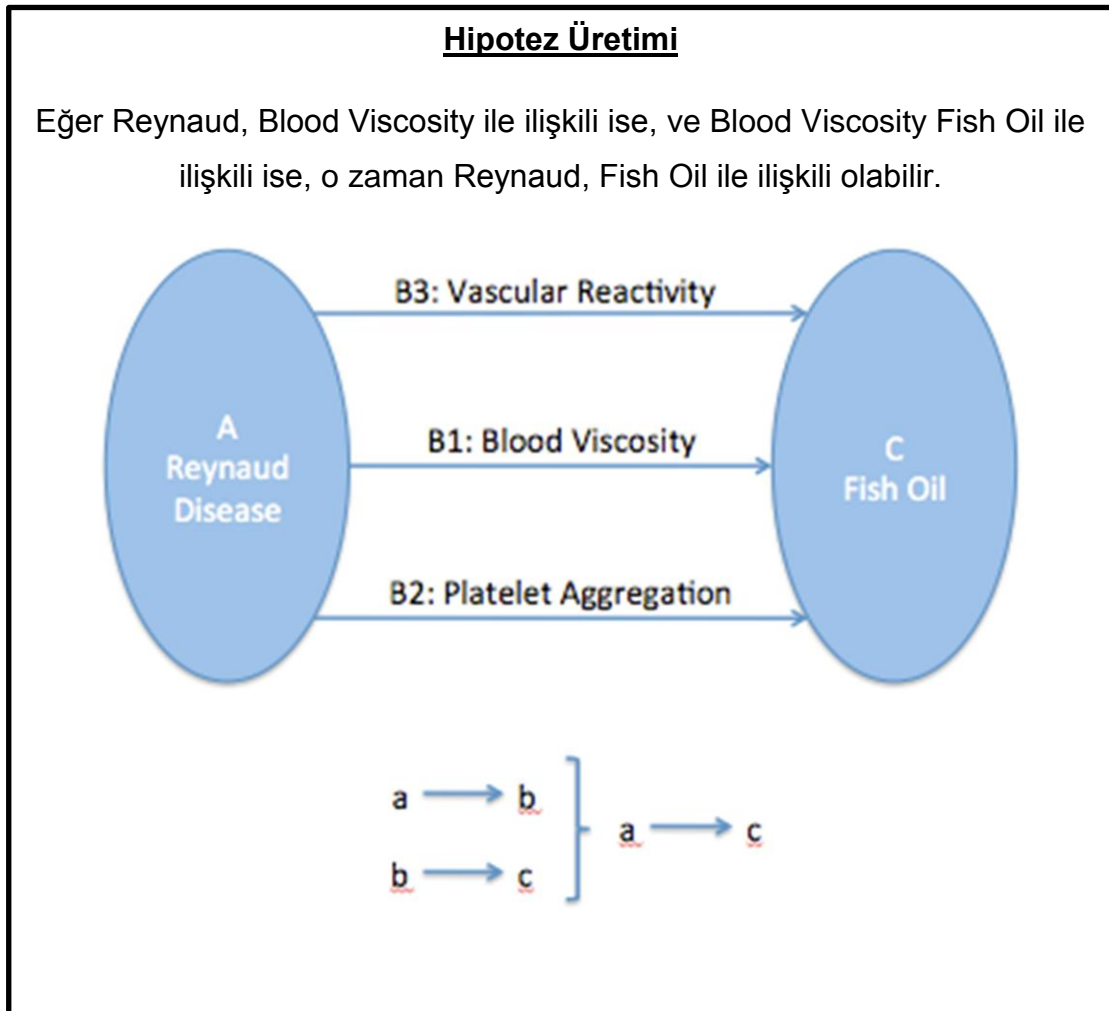 Hipotez Üretimi
Eğer Reynaud, Blood Viscosity ile ilişkili ise, ve Blood Viscosity Fish Oil ile
ilişkili ise, o zaman Reynaud, Fish Oil ile ilişkili olabilir.
B3: Vascular Reactivity
A
Reynaud
Disease
B1: Blood Viscosity
C
Fish Oil
B2: Platelet Aggregation
a → b
b → c
a → c